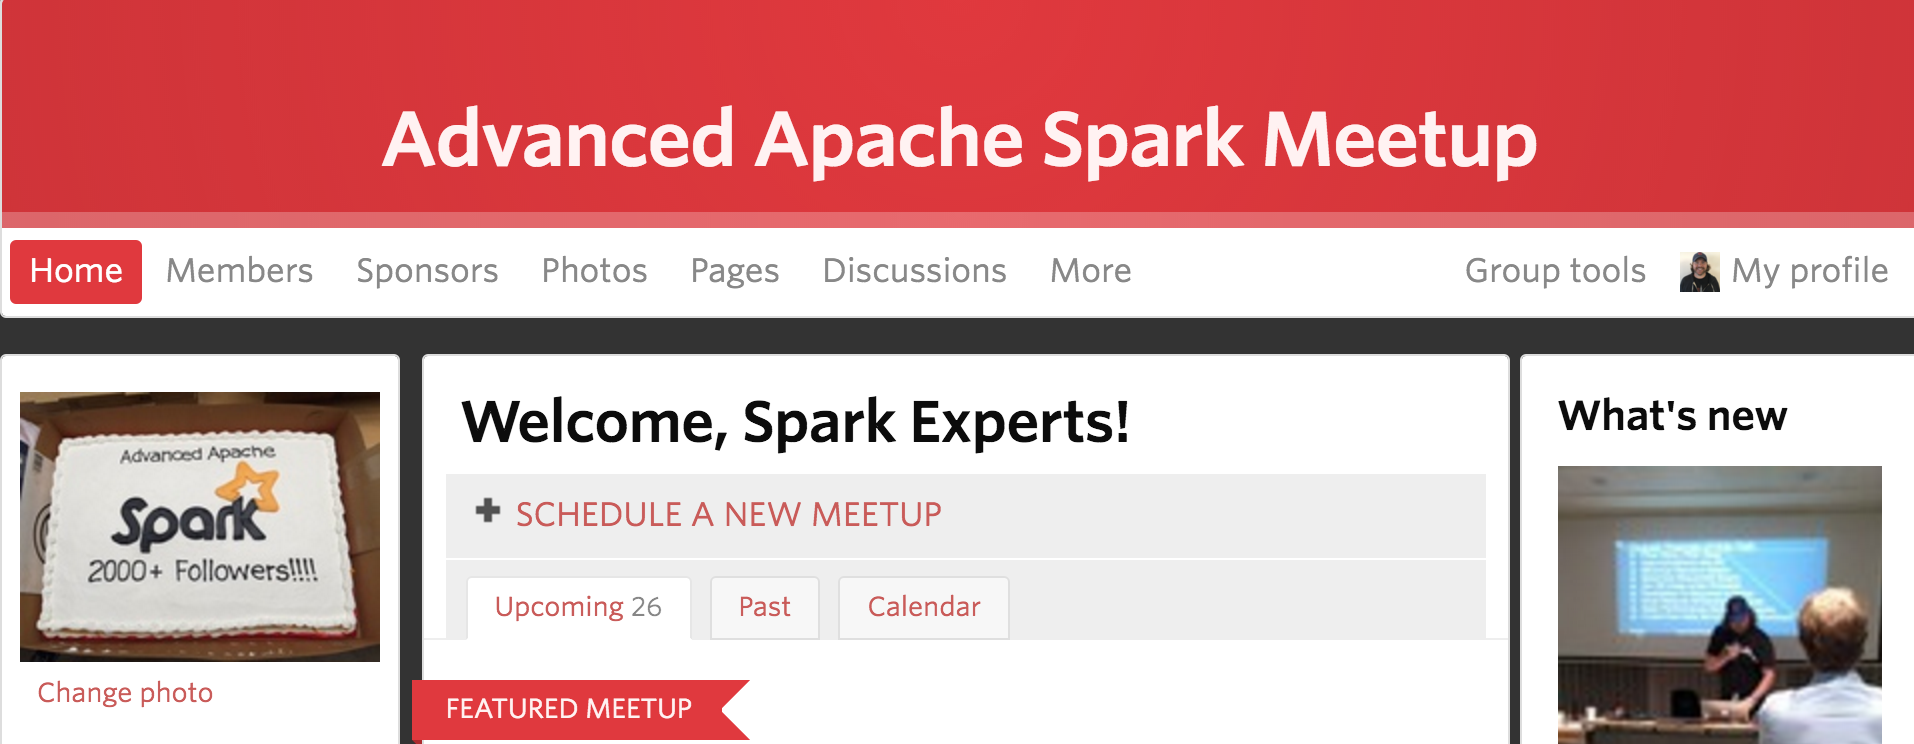 Advanced Apache Spark Meetup
Home Members Sponsors Photos Pages Discussions More Group tools My profile
Advanced Apache
Spark
2000+ Followers!!!!
Change photo
Welcome, Spark Experts!
SCHEDULE A NEW MEETUP
Upcoming 26 Past Calendar
FEATURED MEETUP
What's new